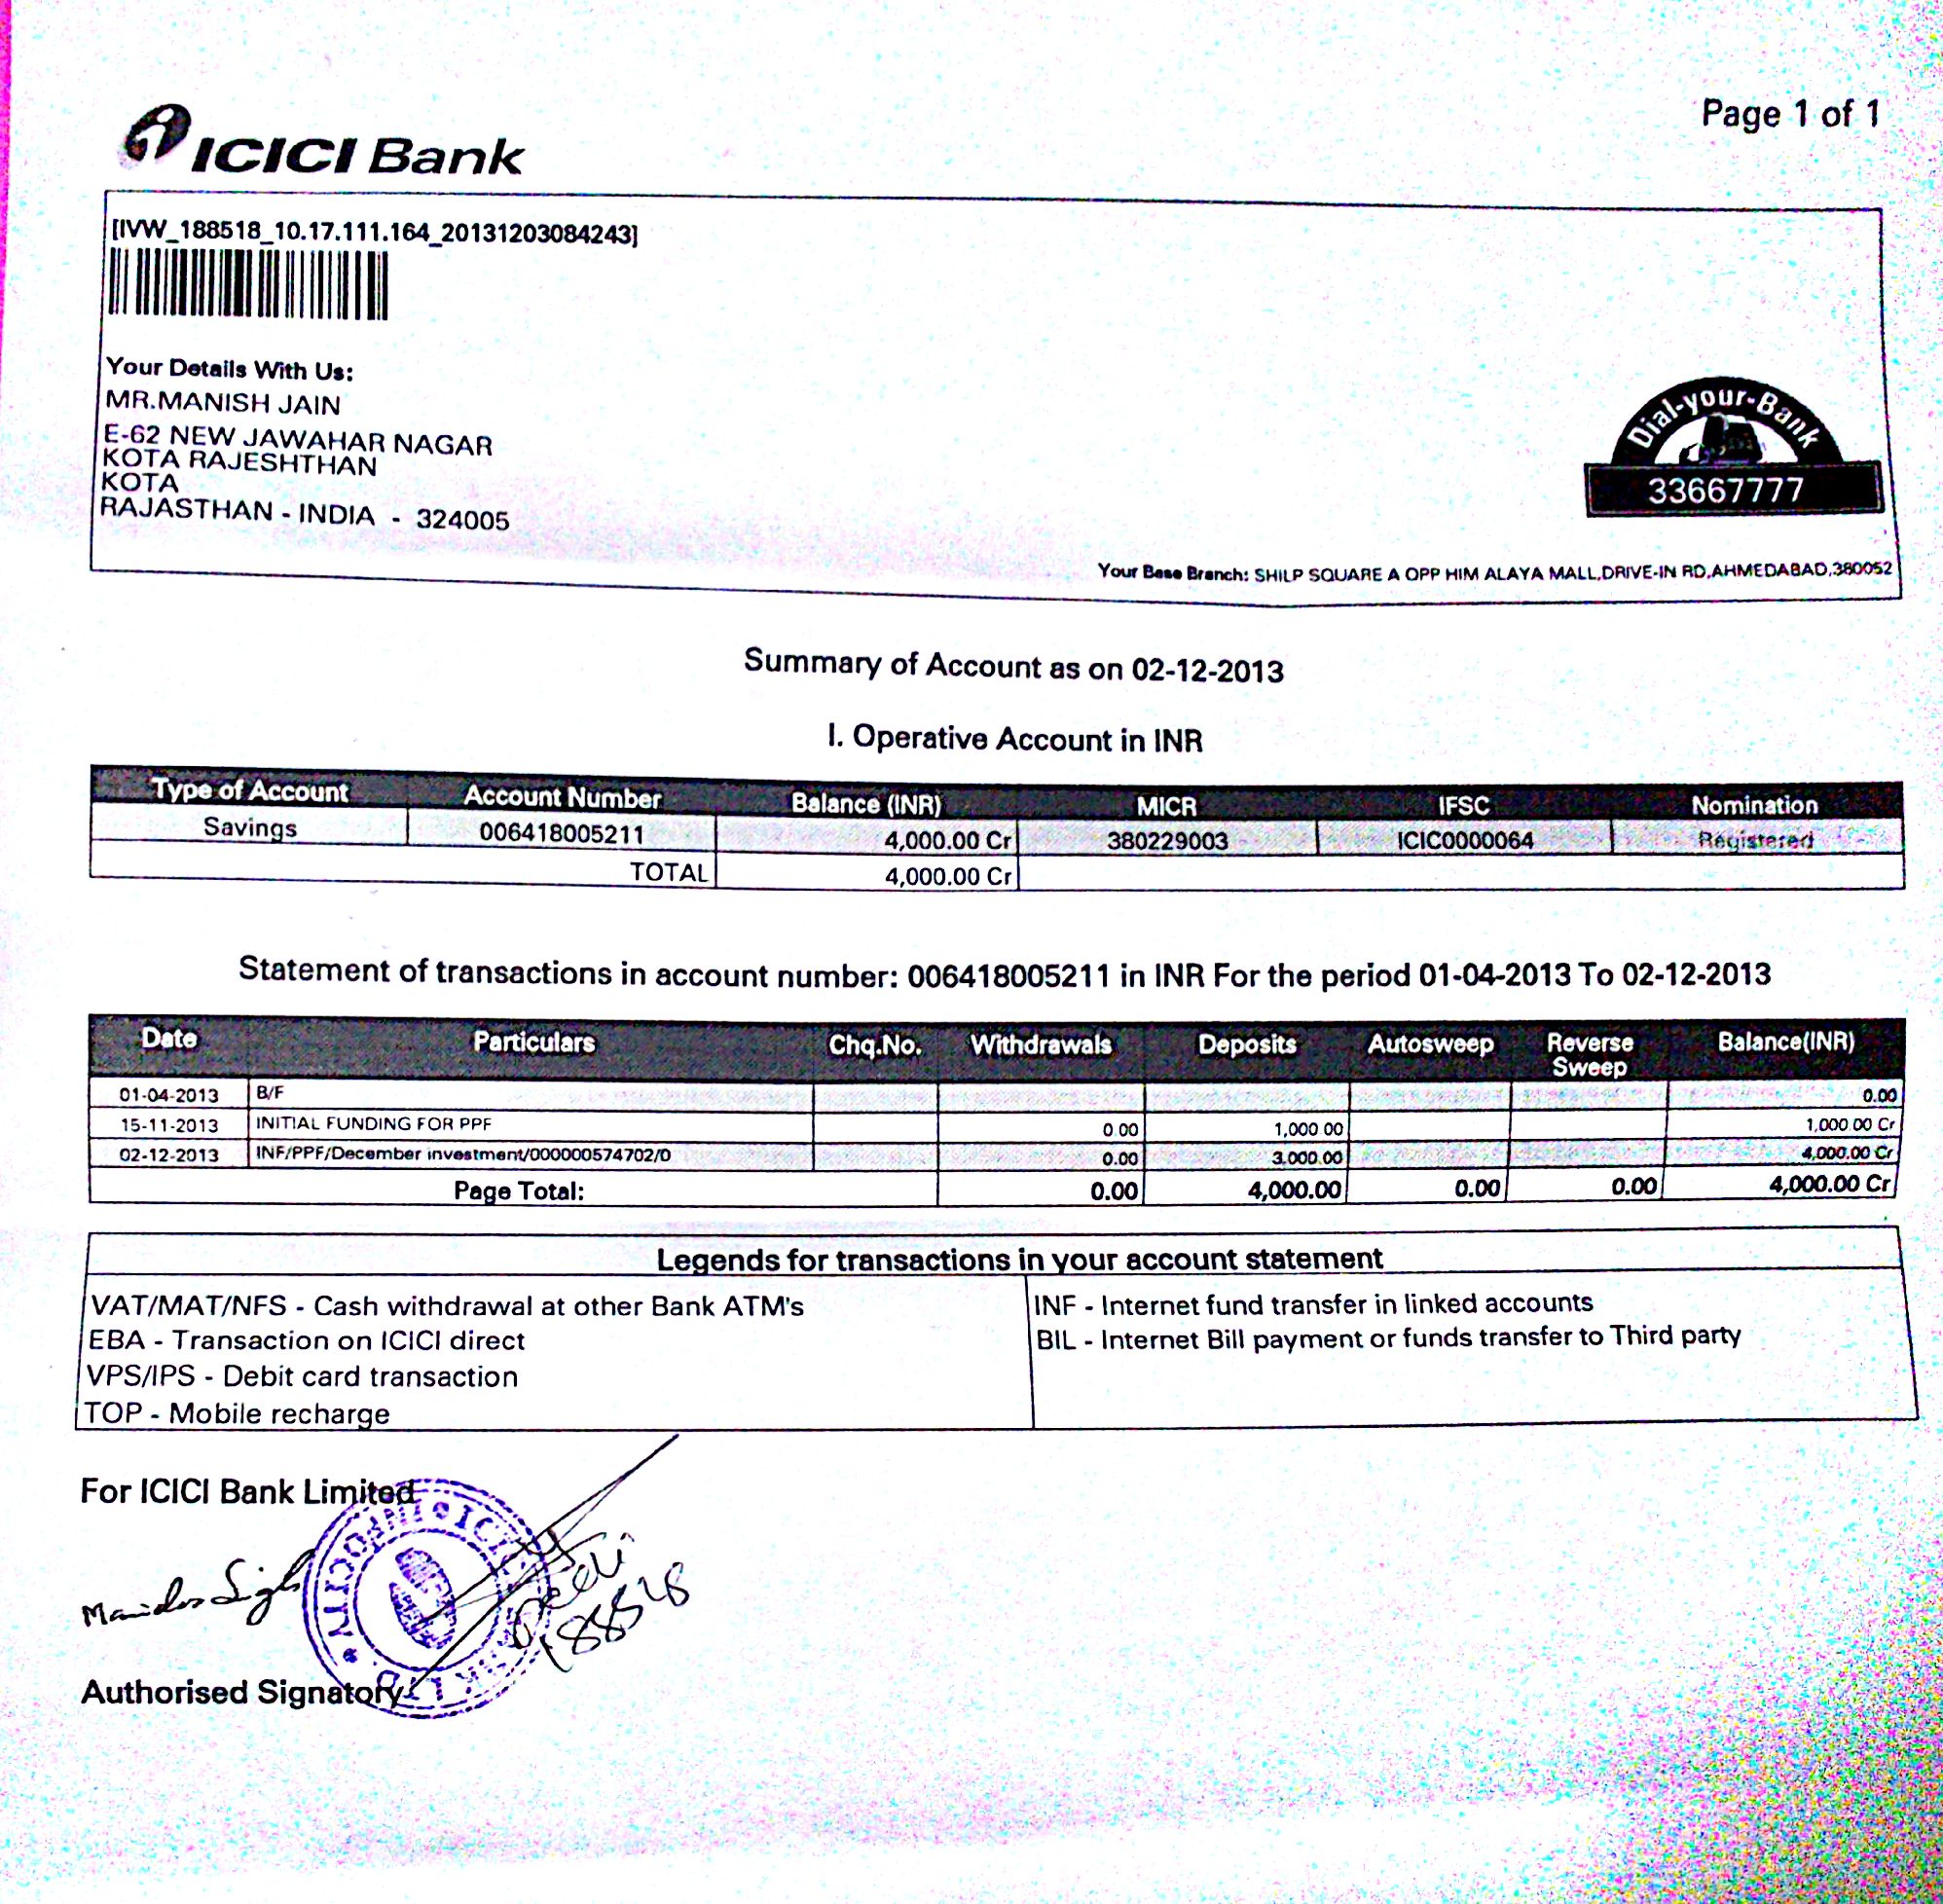 Page 1 of 1
ICICI Bank
[IVW_188518_10.17.111.164_20131203084243]
Your Details With Us:
MR.MANISH JAIN
E-62 NEW JAWAHAR NAGAR
KOTA RAJESHTHAN
KOTA
RAJASTHAN - INDIA - 324005
Dial-your-Bank
33667777
Your Base Branch: SHILP SQUARE A OPP HIM ALAYA MALL,DRIVE-IN RD,AHMEDABAD,380052
Summary of Account as on 02-12-2013
I. Operative Account in INR
Type of Account Account Number Balance (INR) MICR IFSC Nomination
Savings 006418005211 4,000.00 Cr 380229003 ICIC0000064 Registered
TOTAL 4,000.00 Cr
Statement of transactions in account number: 006418005211 in INR For the period 01-04-2013 To 02-12-2013
Date Particulars Chq.No. Withdrawals Deposits Autosweep Reverse Sweep Balance(INR)
01-04-2013 B/F 0.00
15-11-2013 INITIAL FUNDING FOR PPF 0.00 1,000.00 1,000.00 Cr
02-12-2013 INF/PPF/December investment/000000574702/0 0.00 3,000.00 4,000.00 Cr
Page Total: 0.00 4,000.00 0.00 0.00 4,000.00 Cr
Legends for transactions in your account statement
VAT/MAT/NFS - Cash withdrawal at other Bank ATM's
EBA - Transaction on ICICI direct
VPS/IPS - Debit card transaction
TOP - Mobile recharge
INF - Internet fund transfer in linked accounts
BIL - Internet Bill payment or funds transfer to Third party
For ICICI Bank Limited
188518
Authorised Signatory